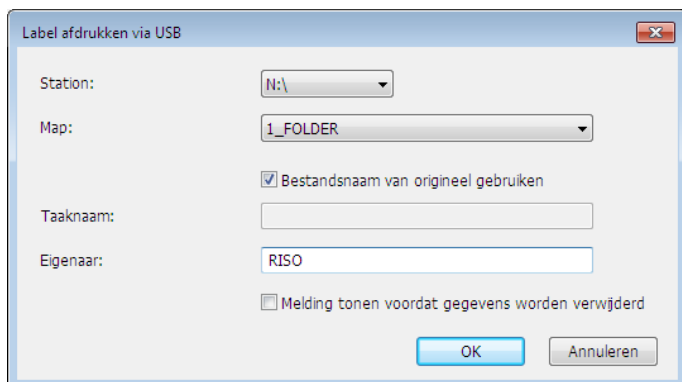 Label afdrukken via USB
Station: N:\
Map: 1_FOLDER
Bestandsnaam van origineel gebruiken
Taaknaam:
Eigenaar: RISO
Melding tonen voordat gegevens worden verwijderd
OK Annuleren